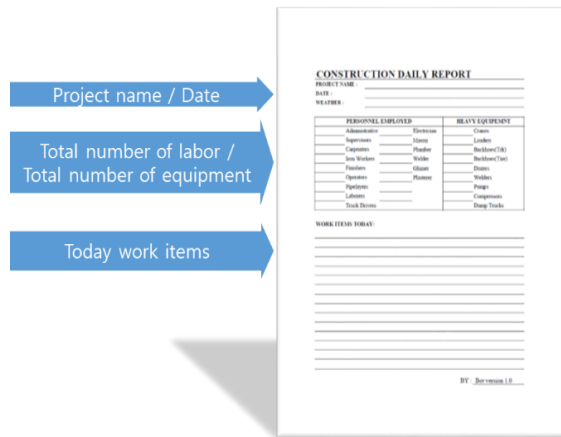 Project name / Date
Total number of labor /
Total number of equipment
Today work items
CONSTRUCTION DAILY REPORT
PROJECT NAME :
DATE :
WEATHER :
PERSONNEL EMPLOYED HEAVY EQUIPEMNT
Administrative Electrician Cranes
Supervisors Mason Loaders
Carpenters Plumber Backhoes(Trk)
Iron Workers Welder Backhoes(Tire)
Finishers Glazier Dozers
Operators Plasterer Welders
Pipelayers Pumps
Laborers Compressors
Truck Drivers Dump Trucks
WORK ITEMS TODAY:
BY : Bot version 1.0